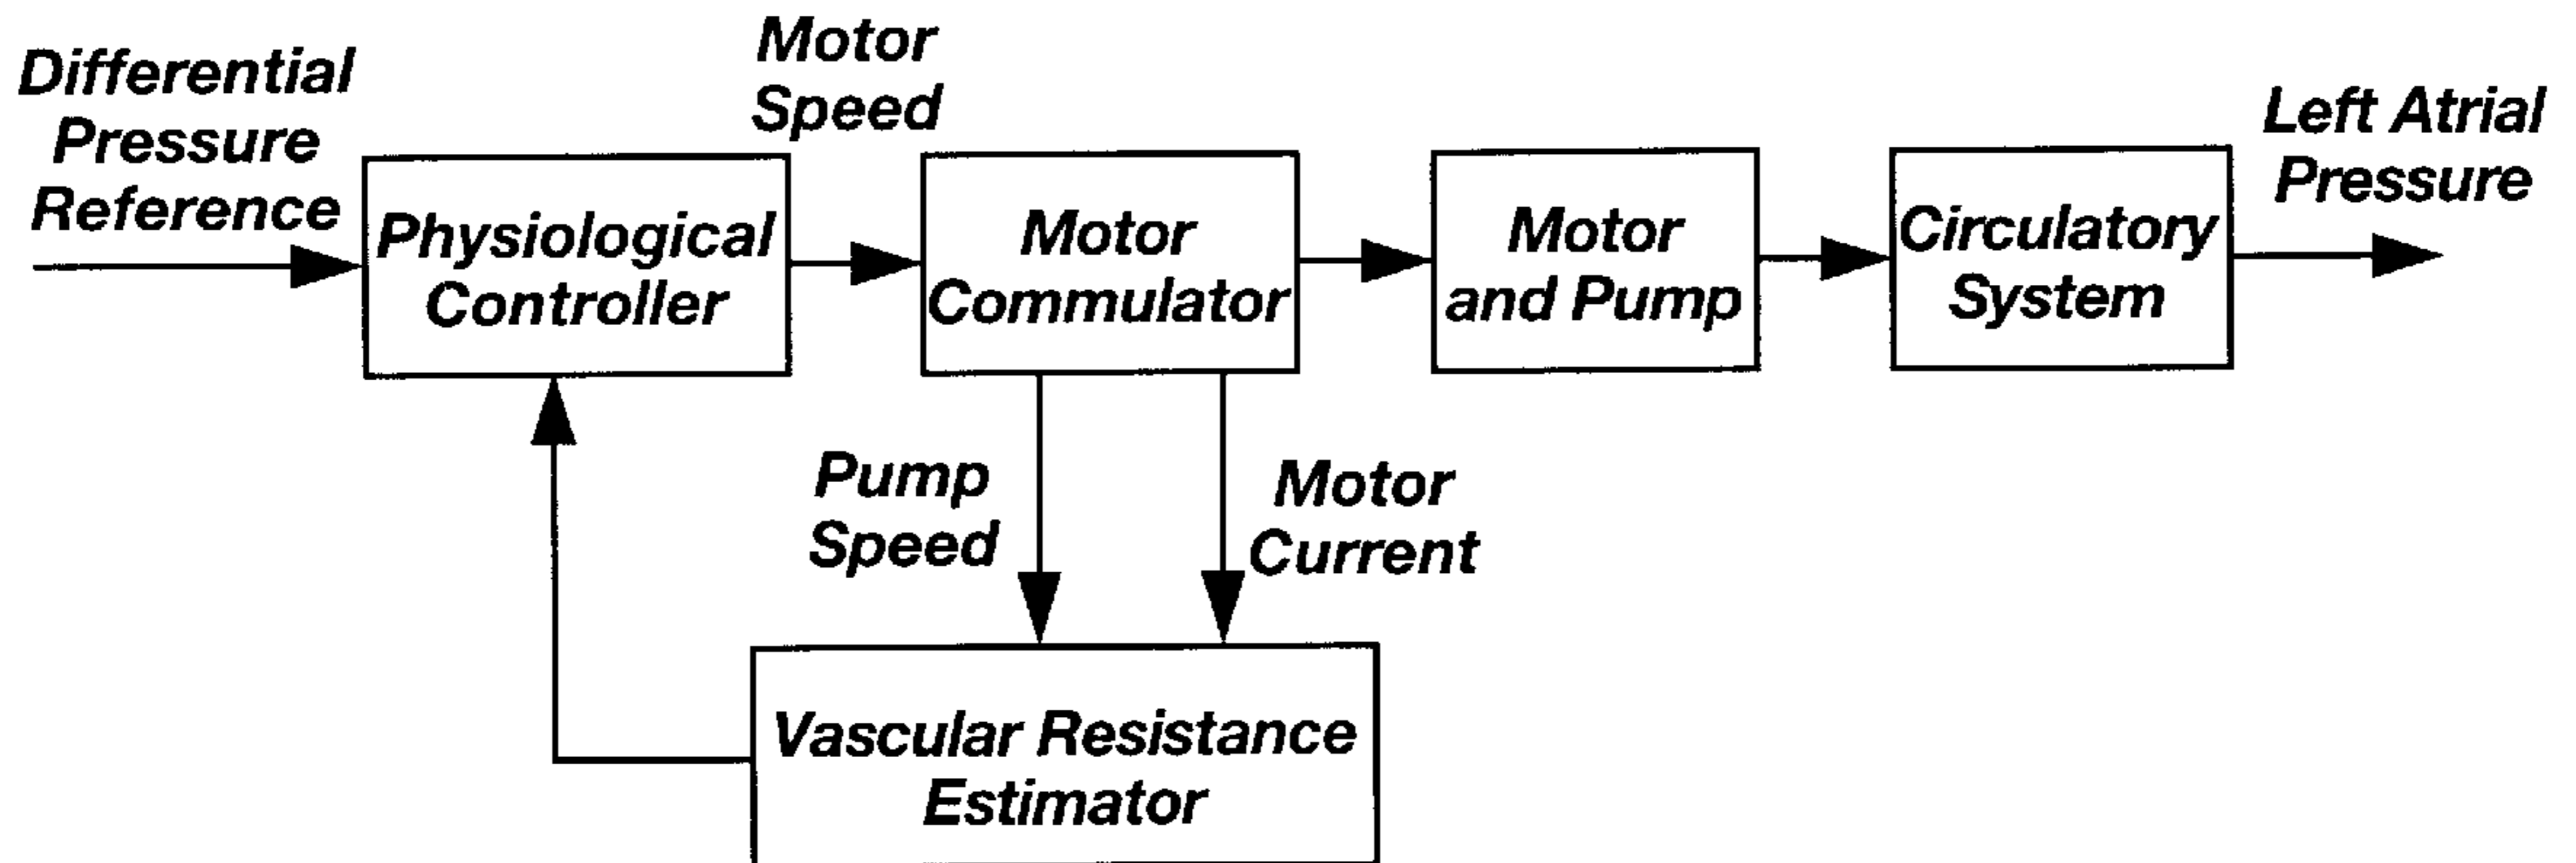 Differential
Pressure
Reference
Motor
Speed
Left Atrial
Pressure
Physiological
Controller
Motor
Commulator
Motor
and Pump
Circulatory
System
Pump
Speed
Motor
Current
Vascular Resistance
Estimator